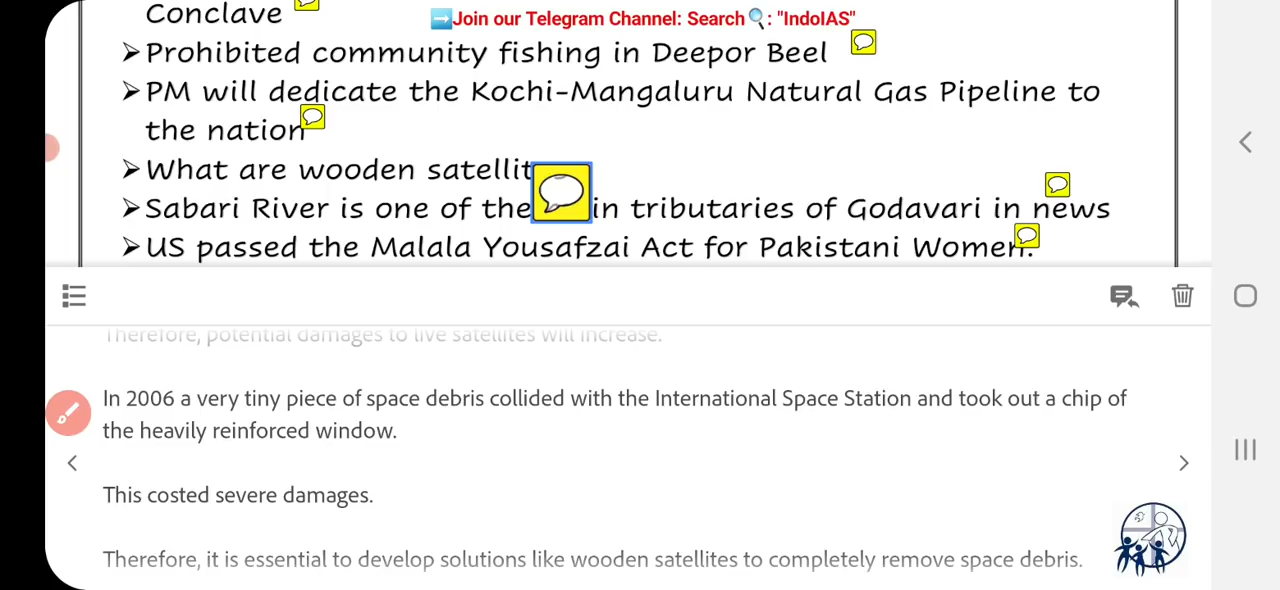 Conclave
➡Join our Telegram Channel: Search🔍: "IndoIAS"
➢Prohibited community fishing in Deepor Beel
➢PM will dedicate the Kochi-Mangaluru Natural Gas Pipeline to
the nation
➢What are wooden satellit
➢Sabari River is one of the in tributaries of Godavari in news
➢US passed the Malala Yousafzai Act for Pakistani Women.
Therefore, potential damages to live satellites will increase.
In 2006 a very tiny piece of space debris collided with the International Space Station and took out a chip of
the heavily reinforced window.
This costed severe damages.
Therefore, it is essential to develop solutions like wooden satellites to completely remove space debris.